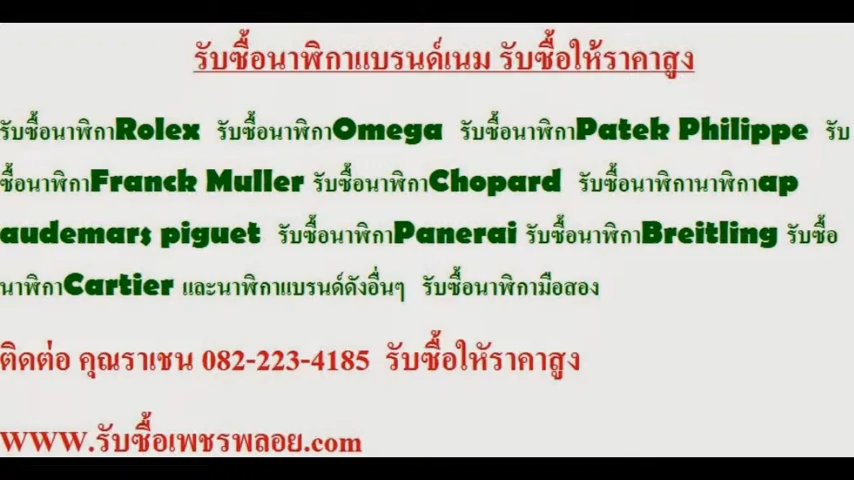 รับซื้อนาฬิกาแบรนด์เนม รับซื้อให้ราคาสูง
รับซื้อนาฬิกาRolex รับซื้อนาฬิกาOmega รับซื้อนาฬิกาPatek Philippe รับ
ซื้อนาฬิกาFranck Muller รับซื้อนาฬิกาChopard รับซื้อนาฬิกานาฬิกาap
audemars piguet รับซื้อนาฬิกาPanerai รับซื้อนาฬิกาBreitling รับซื้อ
นาฬิกาCartier และนาฬิกาแบรนด์ดังอื่นๆ รับซื้อนาฬิกามือสอง
ติดต่อ คุณราเชน 082-223-4185 รับซื้อให้ราคาสูง
WWW.รับซื้อเพชรพลอย.com